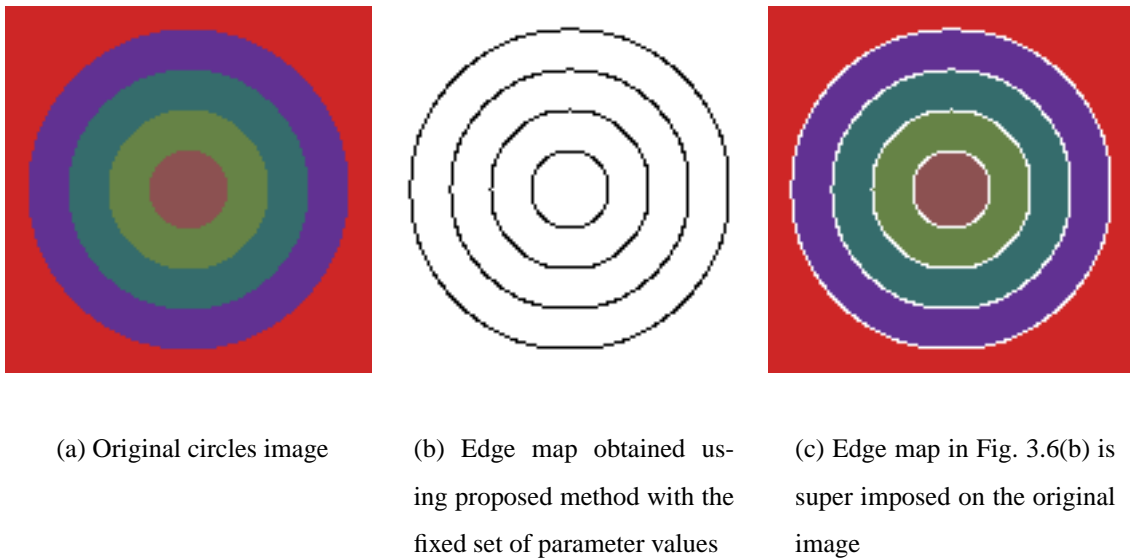 (a) Original circles image
(b) Edge map obtained us-
ing proposed method with the
fixed set of parameter values
(c) Edge map in Fig. 3.6(b) is
super imposed on the original
image